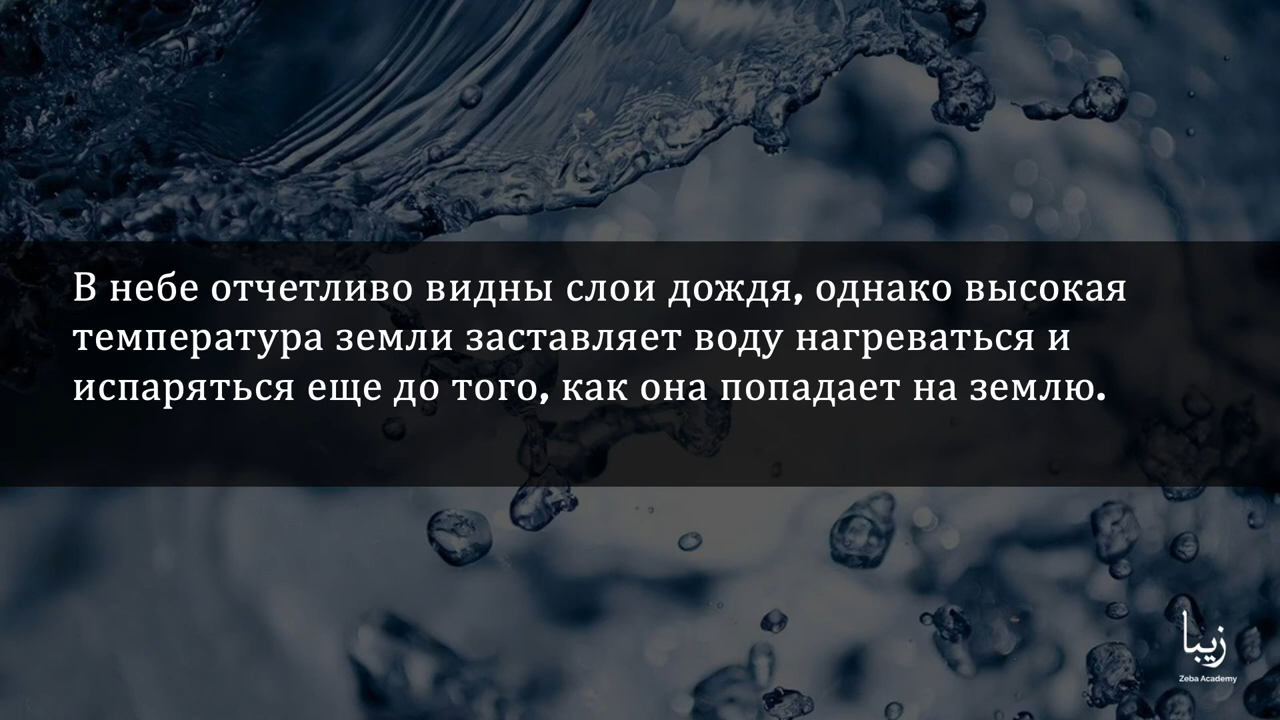 В небе отчетливо видны слои дождя, однако высокая
температура земли заставляет воду нагреваться и
испаряться еще до того, как она попадает на землю.
زیبا
Zeba Academy